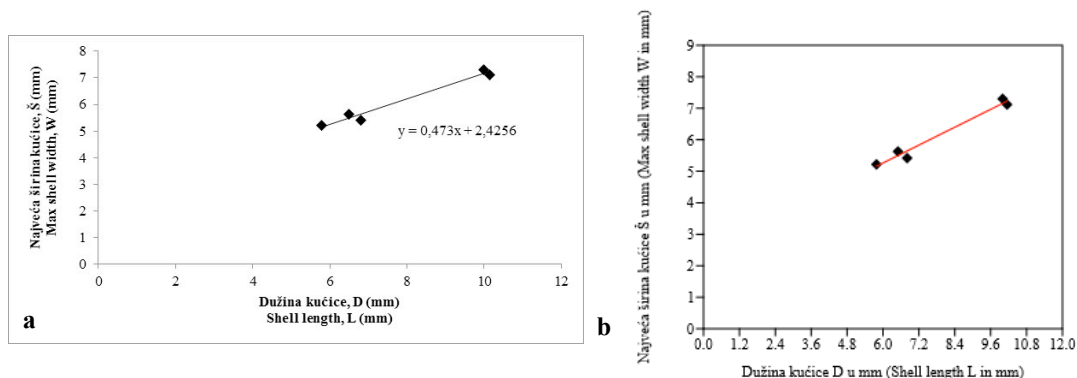 Najveća širina kućice, Š (mm)
Max shell width, W (mm)
8
7
6
5
4
3
2
1
0
y = 0,473x + 2,4256
0 2 4 6 8 10 12
Dužina kućice, D (mm)
Shell length, L (mm)
a
Najveća širina kućice Š u mm (Max shell width W in mm)
9
8
7
6
5
4
3
2
1
0
0.0 1.2 2.4 3.6 4.8 6.0 7.2 8.4 9.6 10.8 12.0
Dužina kućice D u mm (Shell length L in mm)
b